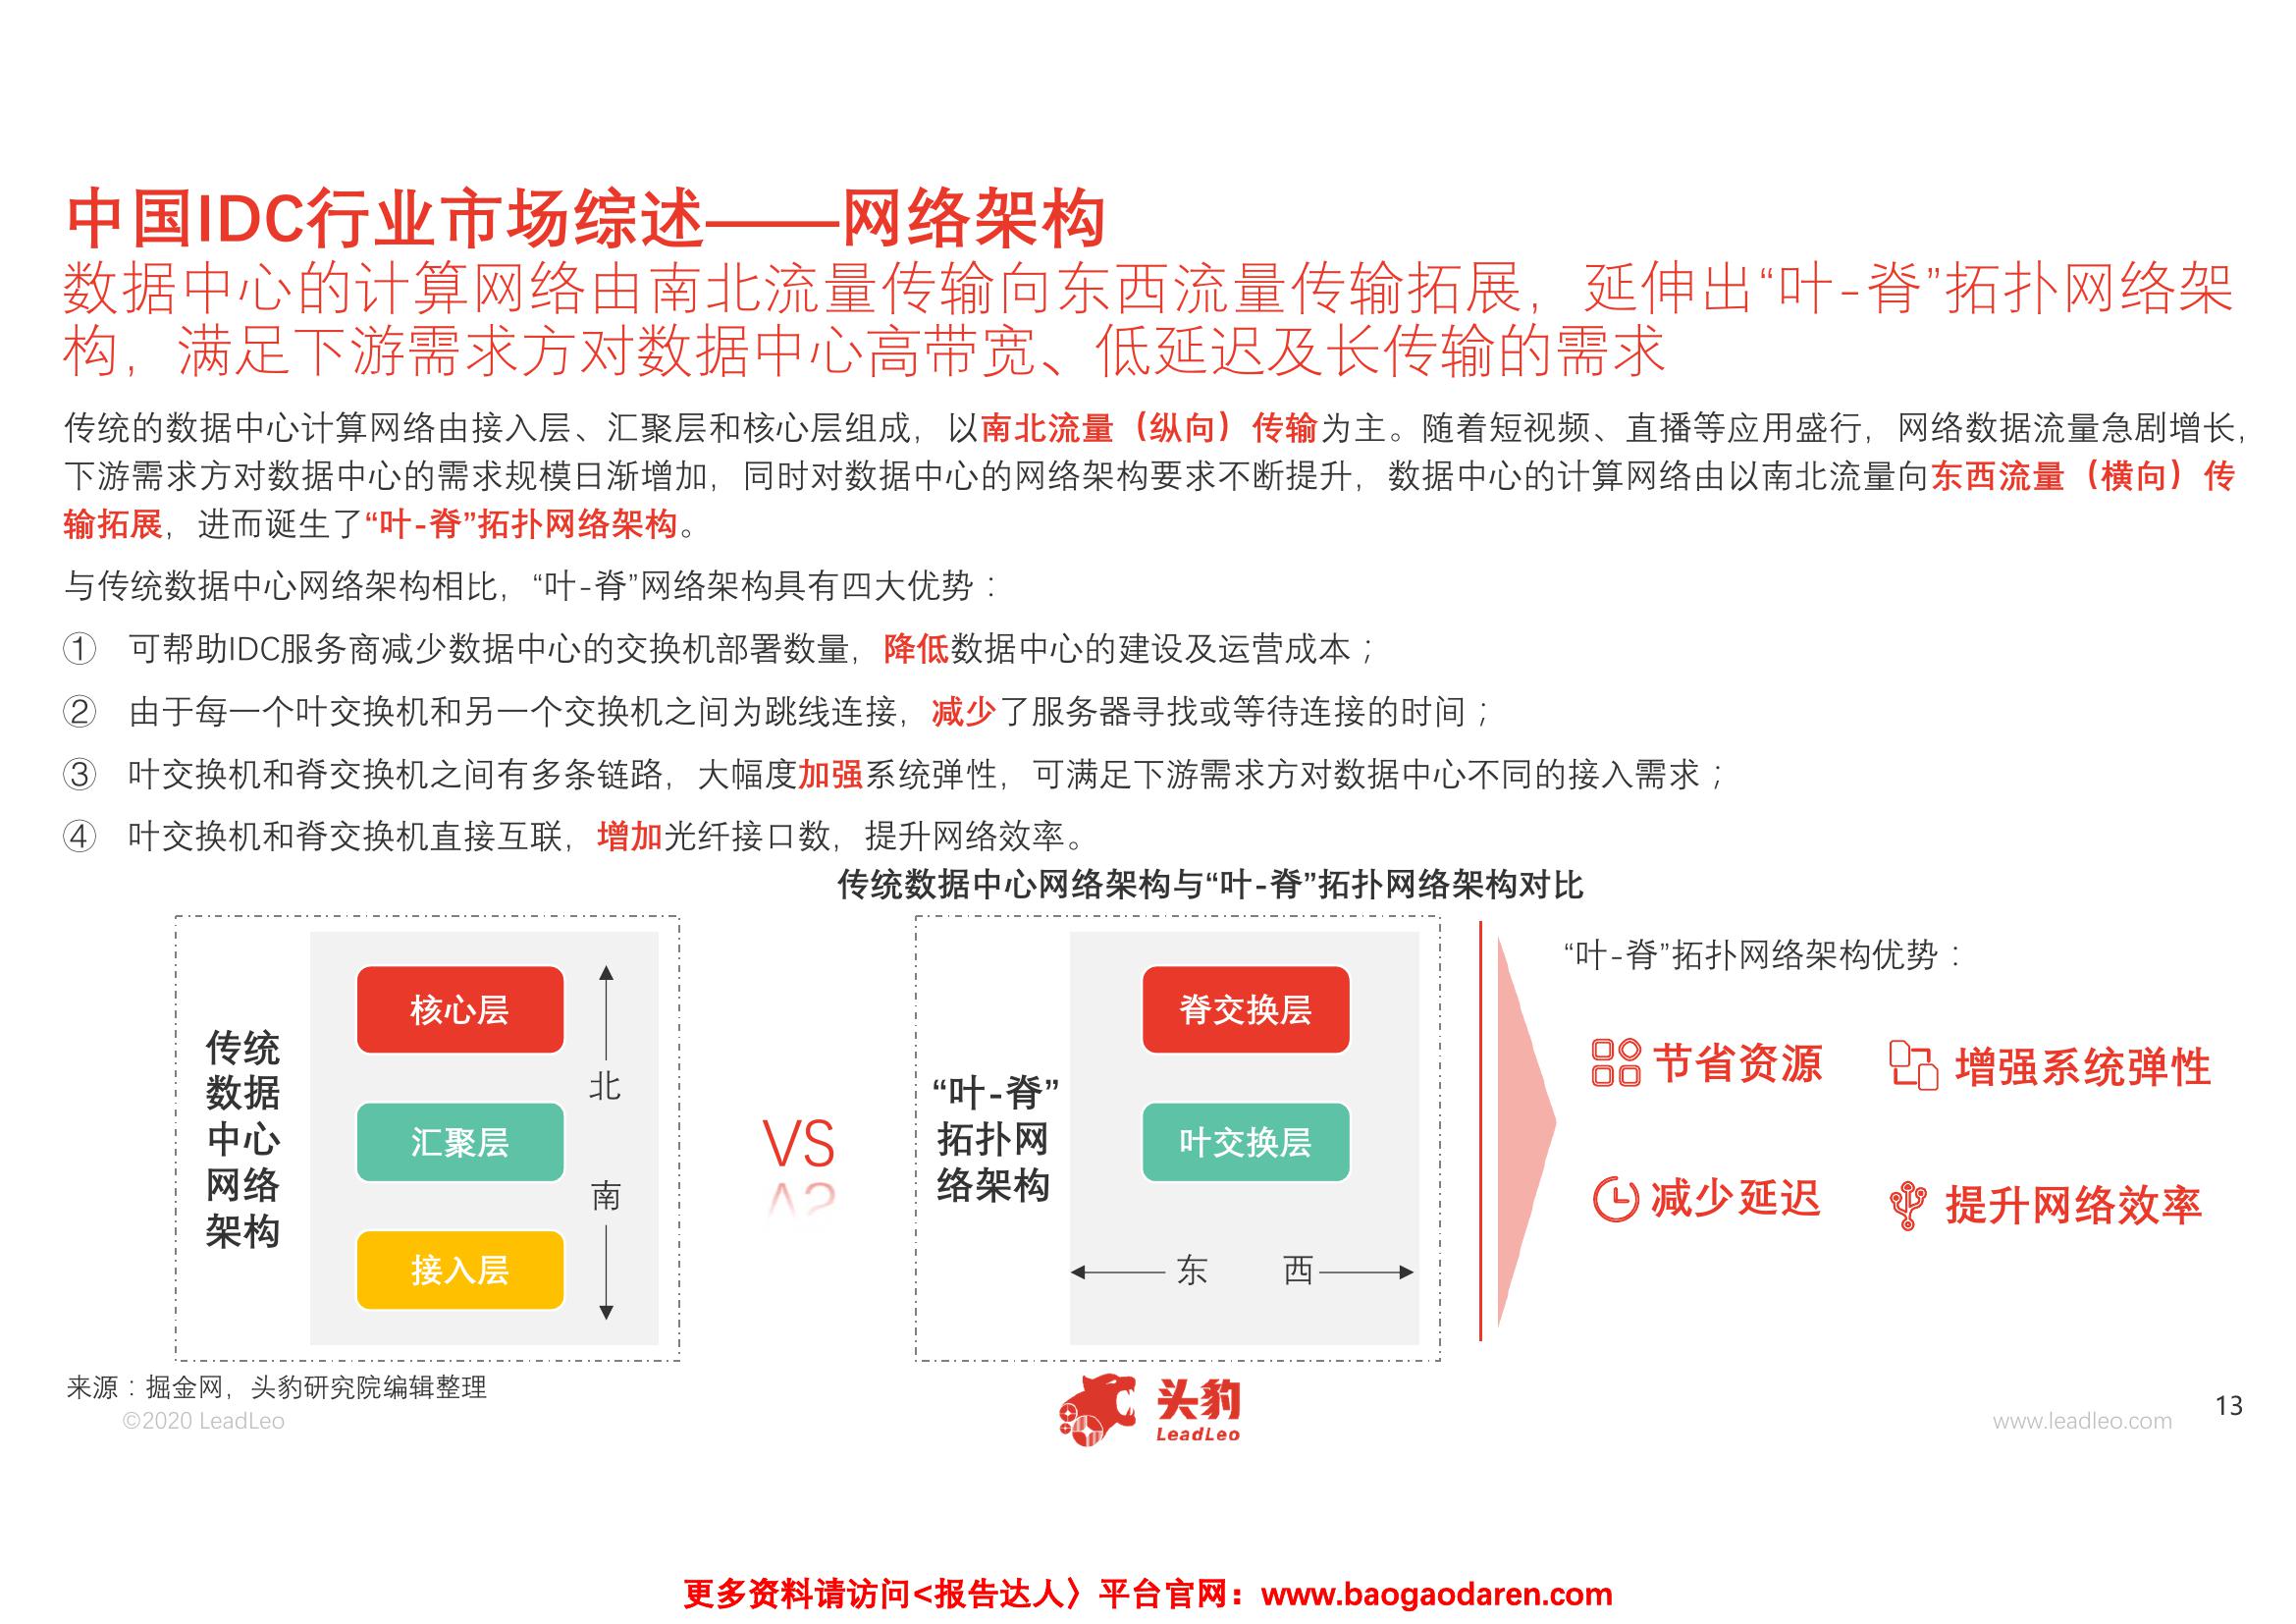 中国IDC行业市场综述——网络架构
数据中心的计算网络由南北流量传输向东西流量传输拓展，延伸出“叶-脊”拓扑网络架
构，满足下游需求方对数据中心高带宽、低延迟及长传输的需求
传统的数据中心计算网络由接入层、汇聚层和核心层组成，以南北流量（纵向）传输为主。随着短视频、直播等应用盛行，网络数据流量急剧增长，
下游需求方对数据中心的需求规模日渐增加，同时对数据中心的网络架构要求不断提升，数据中心的计算网络由以南北流量向东西流量（横向）传
输拓展，进而诞生了“叶-脊”拓扑网络架构。
与传统数据中心网络架构相比，“叶-脊”网络架构具有四大优势：
① 可帮助IDC服务商减少数据中心的交换机部署数量，降低数据中心的建设及运营成本；
② 由于每一个叶交换机和另一个交换机之间为跳线连接，减少了服务器寻找或等待连接的时间；
③ 叶交换机和脊交换机之间有多条链路，大幅度加强系统弹性，可满足下游需求方对数据中心不同的接入需求；
④ 叶交换机和脊交换机直接互联，增加光纤接口数，提升网络效率。
传统数据中心网络架构与“叶-脊”拓扑网络架构对比
传统
数据
中心
网络
架构
核心层
北
汇聚层
南
接入层
VS
“叶-脊”
拓扑网
络架构
脊交换层
叶交换层
东 西
“叶-脊”拓扑网络架构优势：
节省资源 增强系统弹性
减少延迟 提升网络效率
来源：掘金网，头豹研究院编辑整理
©2020 LeadLeo
头豹
LeadLeo
www.leadleo.com
13
更多资料请访问<报告达人〉平台官网：www.baogaodaren.com